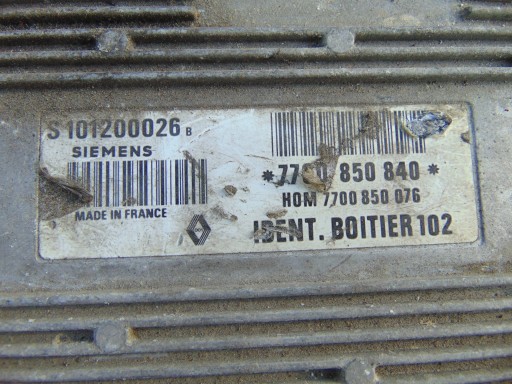 S101200026 B
SIEMENS
MADE IN FRANCE
850 840 *
HOM 7700 850 076
IDENT. BOITIER 102